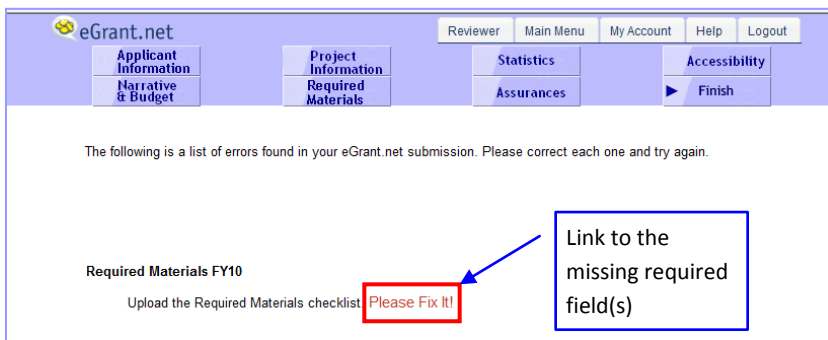 eGrant.net
Reviewer Main Menu My Account Help Logout
Applicant Information
Project Information
Statistics
Accessibility
Narrative & Budget
Required Materials
Assurances
Finish
The following is a list of errors found in your eGrant.net submission. Please correct each one and try again.
Link to the
missing required
field(s)
Required Materials FY10
Upload the Required Materials checklist. Please Fix It!